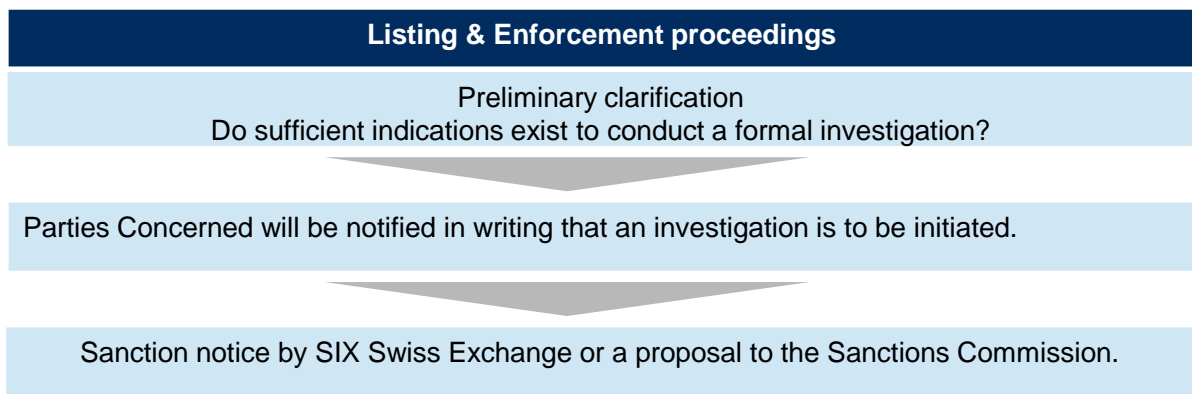 Listing & Enforcement proceedings
Preliminary clarification
Do sufficient indications exist to conduct a formal investigation?
Parties Concerned will be notified in writing that an investigation is to be initiated.
Sanction notice by SIX Swiss Exchange or a proposal to the Sanctions Commission.